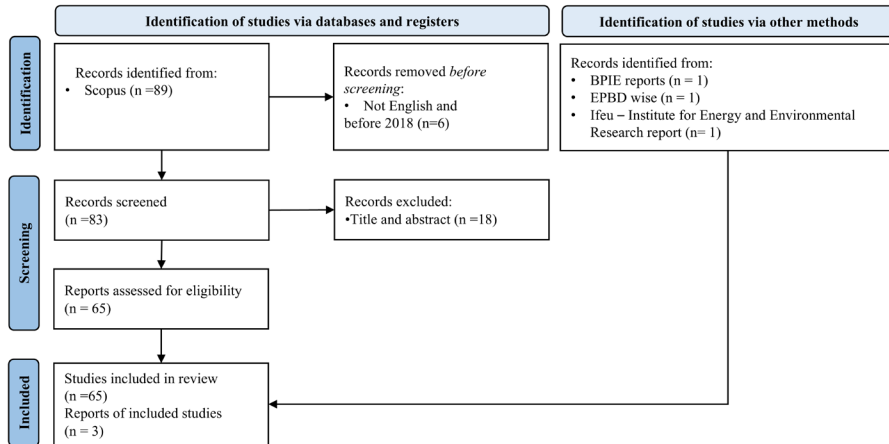 Identification of studies via databases and registers
Identification of studies via other methods
Identification
Records identified from:
• Scopus (n =89)
Records removed before
screening:
• Not English and
before 2018 (n=6)
Records identified from:
• BPIE reports (n = 1)
• EPBD wise (n = 1)
• Ifeu – Institute for Energy and Environmental
Research report (n= 1)
Screening
Records screened
(n =83)
Records excluded:
•Title and abstract (n =18)
Reports assessed for eligibility
(n = 65)
Included
Studies included in review
(n =65)
Reports of included studies
(n = 3)